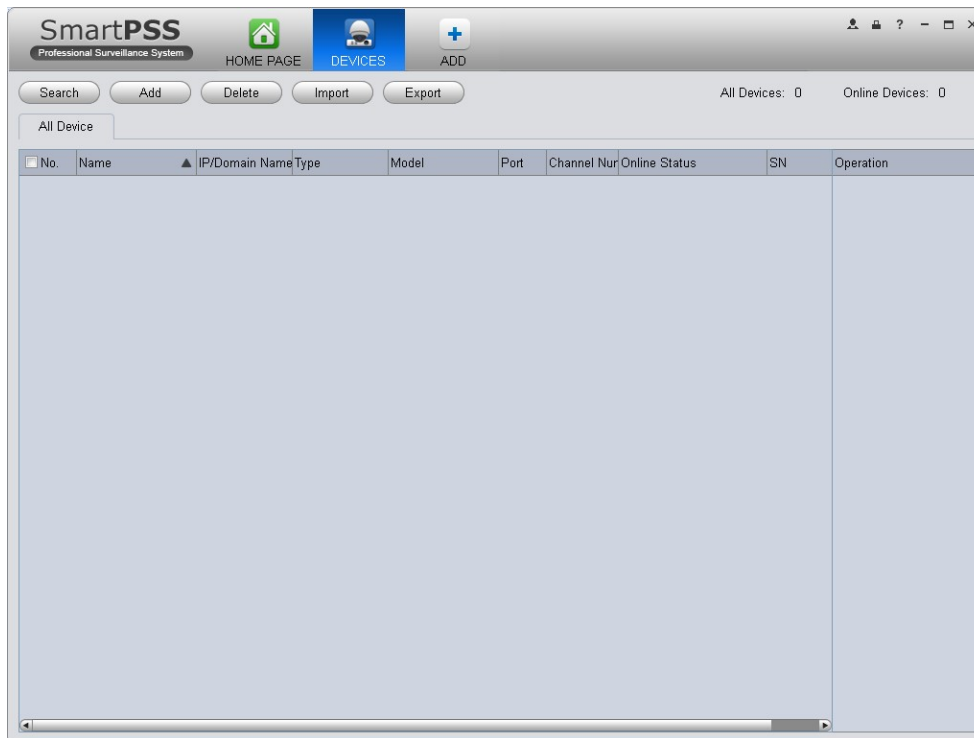 SmartPSS
Professional Surveillance System
HOME PAGE
DEVICES
ADD
?
Search
Add
Delete
Import
Export
All Devices: 0
Online Devices: 0
All Device
No.
Name
IP/Domain Name
Type
Model
Port
Channel Nur
Online Status
SN
Operation